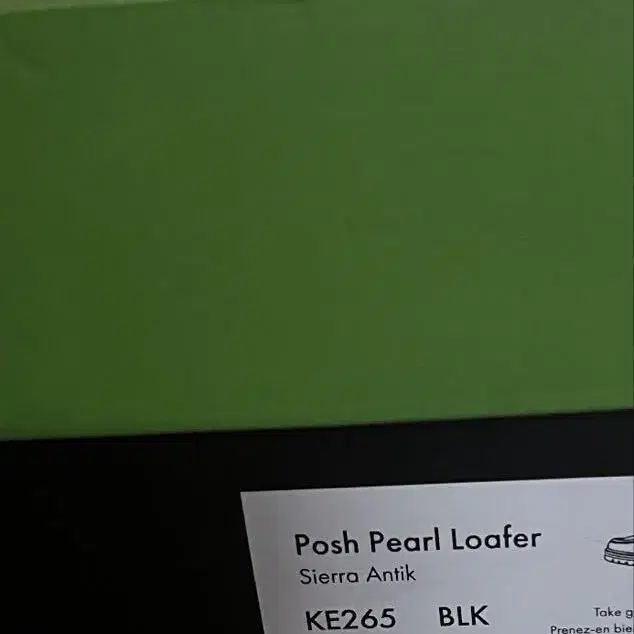 Posh Pearl Loafer
Sierra Antik
KE265 BLK
Take
Prenez-en